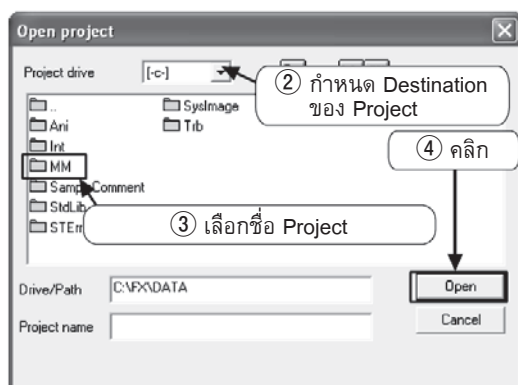 Open project
Project drive
[-c-]
② กำหนด Destination
ของ Project
..
SysImage
Ani
Trb
Int
④ คลิก
MM
Comment
StdLib
③ เลือกชื่อ Project
Drive/Path
C:\FX\DATA
Open
Project name
Cancel